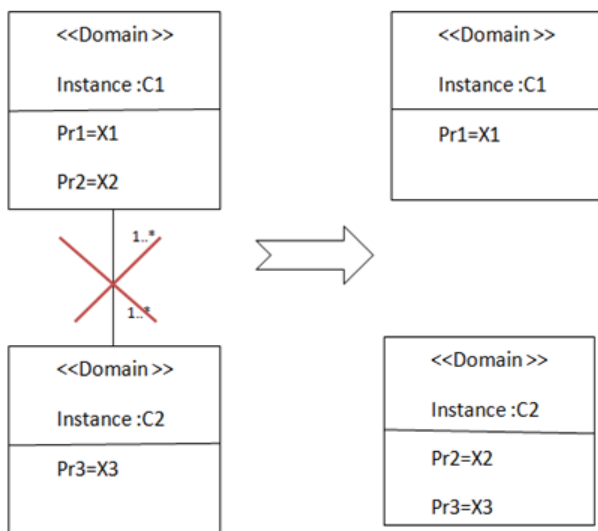 <<Domain>>
Instance :C1
Pr1=X1
Pr2=X2
1..*
1..*
<<Domain>>
Instance :C2
Pr3=X3
<<Domain>>
Instance :C1
Pr1=X1
<<Domain>>
Instance :C2
Pr2=X2
Pr3=X3